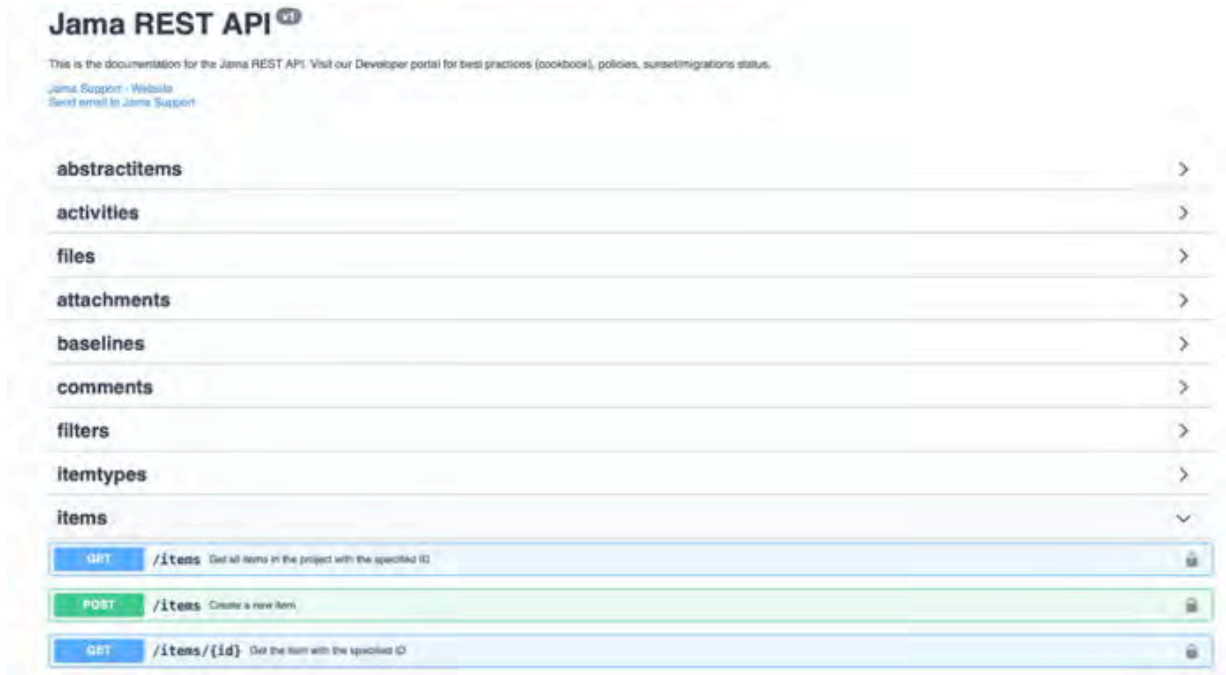 Jama REST API v1
This is the documentation for the Jama REST API. Visit our Developer portal for best practices (cookbook), policies, sunset/migrations status.
Jama Support - Website
Send email to Jama Support
abstractitems
activities
files
attachments
baselines
comments
filters
itemtypes
items
GET /items Get all items in the project with the specified ID
POST /items Create a new item
GET /items/{id} Get the item with the specified ID